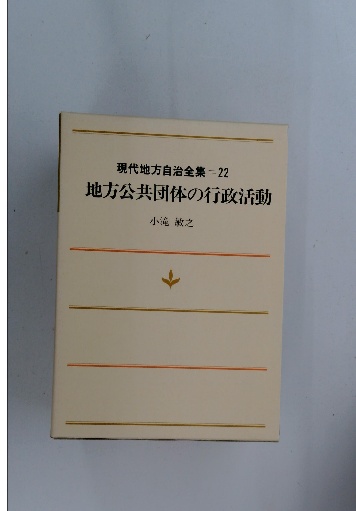 現代地方自治全集－22
地方公共団体の行政活動
小滝 敏之